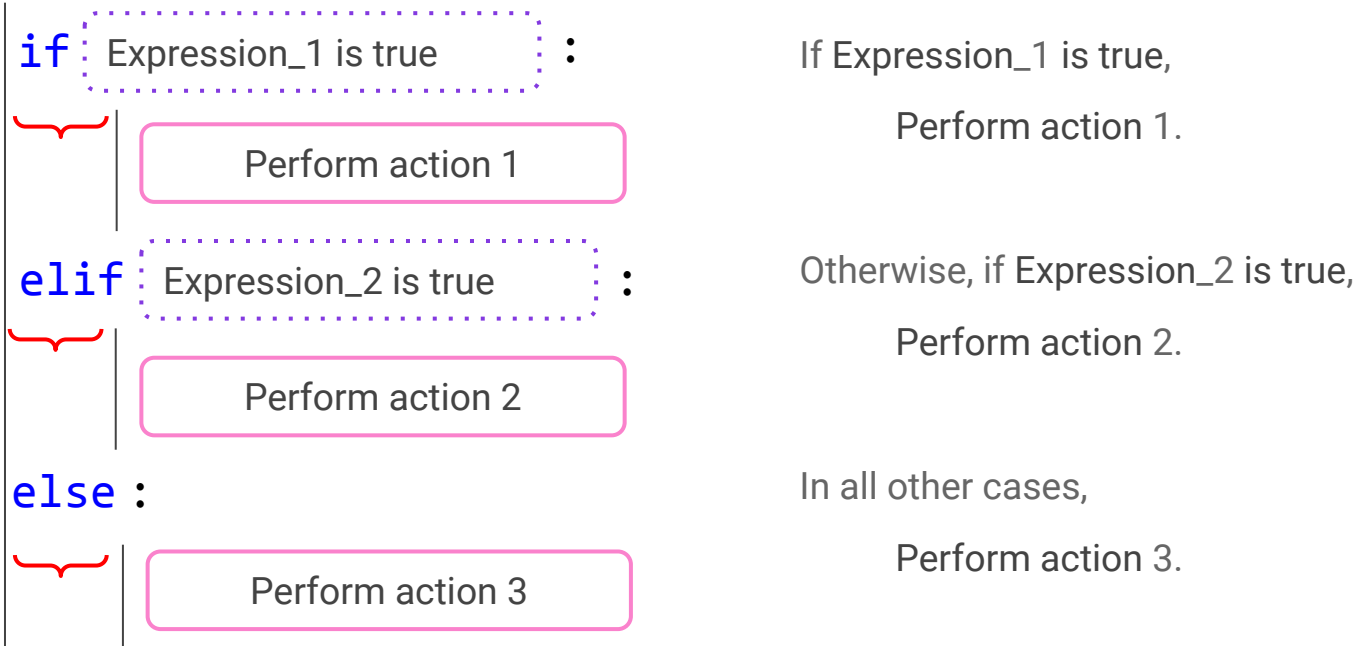 if Expression_1 is true :
Perform action 1
elif Expression_2 is true :
Perform action 2
else :
Perform action 3
If Expression_1 is true,
Perform action 1.
Otherwise, if Expression_2 is true,
Perform action 2.
In all other cases,
Perform action 3.